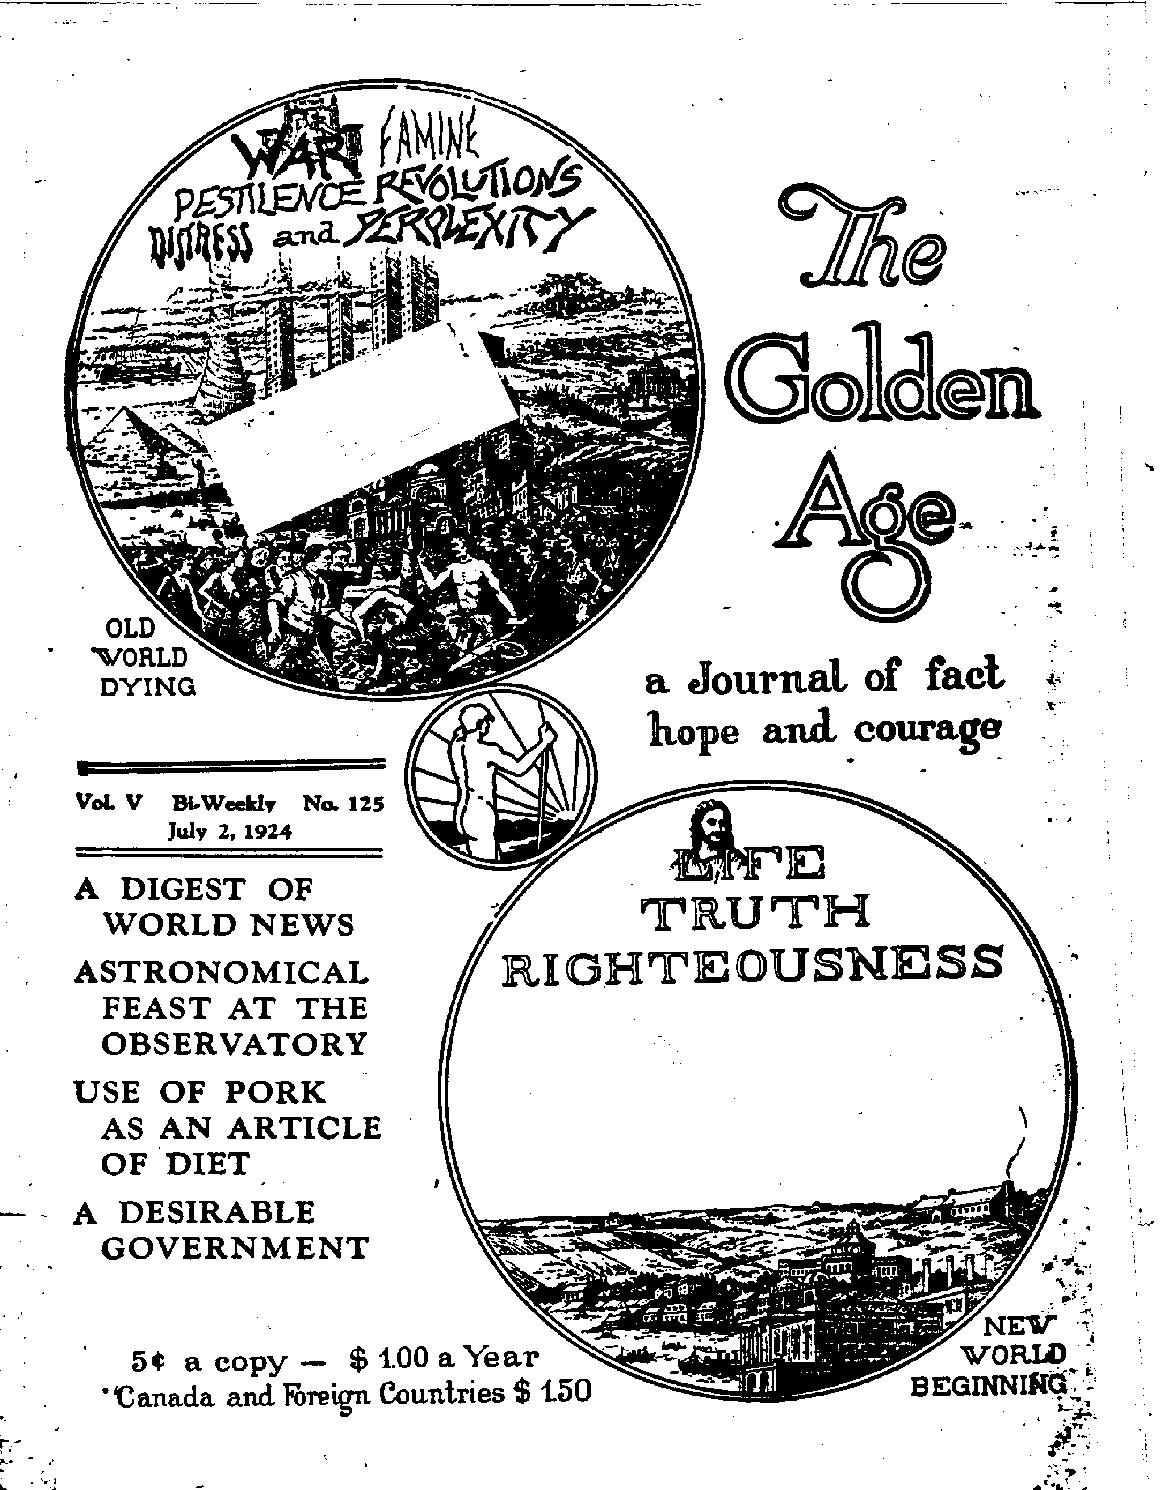 WAR FAMINE
PESTILENCE REVOLUTIONS
DISTRESS and PERPLEXITY
The
Golden
Age
OLD
WORLD
DYING
a Journal of fact
hope and courage
Vol. V Bi-Weekly No. 125
July 2, 1924
A DIGEST OF
WORLD NEWS
ASTRONOMICAL
FEAST AT THE
OBSERVATORY
USE OF PORK
AS AN ARTICLE
OF DIET
A DESIRABLE
GOVERNMENT
LIFE
TRUTH
RIGHTEOUSNESS
NEW
WORLD
BEGINNING
5¢ a copy — $ 1.00 a Year
Canada and Foreign Countries $ 1.50